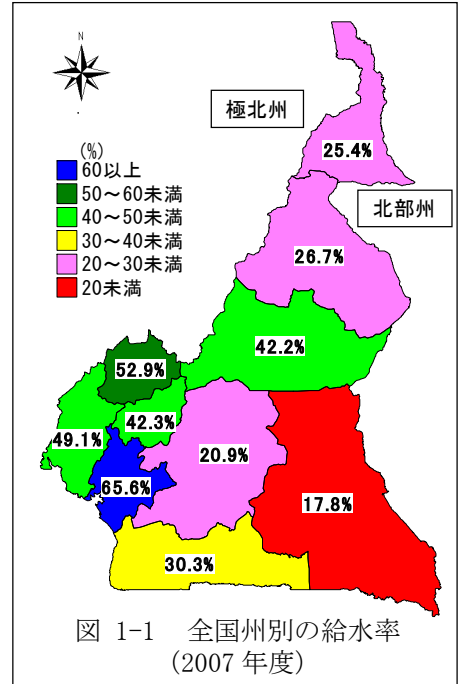 N
極北州
25.4%
(%)
60以上
50～60未満
40～50未満
30～40未満
20～30未満
20未満
北部州
26.7%
42.2%
52.9%
42.3%
49.1%
20.9%
65.6%
17.8%
30.3%
図 1-1 全国州別の給水率
(2007 年度)